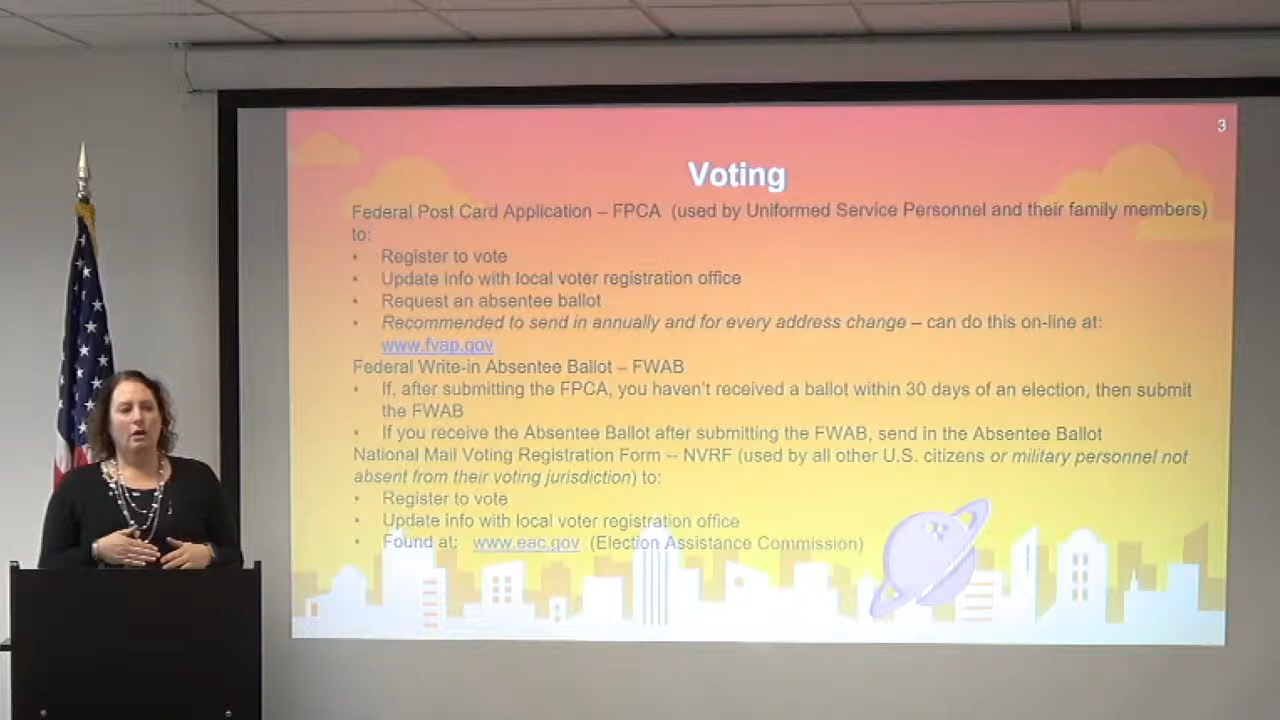 3
Voting
Federal Post Card Application – FPCA (used by Uniformed Service Personnel and their family members)
to:
• Register to vote
• Update info with local voter registration office
• Request an absentee ballot
• Recommended to send in annually and for every address change – can do this on-line at:
www.fvap.gov
Federal Write-in Absentee Ballot – FWAB
• If, after submitting the FPCA, you haven't received a ballot within 30 days of an election, then submit
the FWAB
• If you receive the Absentee Ballot after submitting the FWAB, send in the Absentee Ballot
National Mail Voting Registration Form -- NVRF (used by all other U.S. citizens or military personnel not
absent from their voting jurisdiction) to:
• Register to vote
• Update info with local voter registration office
• Found at: www.eac.gov (Election Assistance Commission)